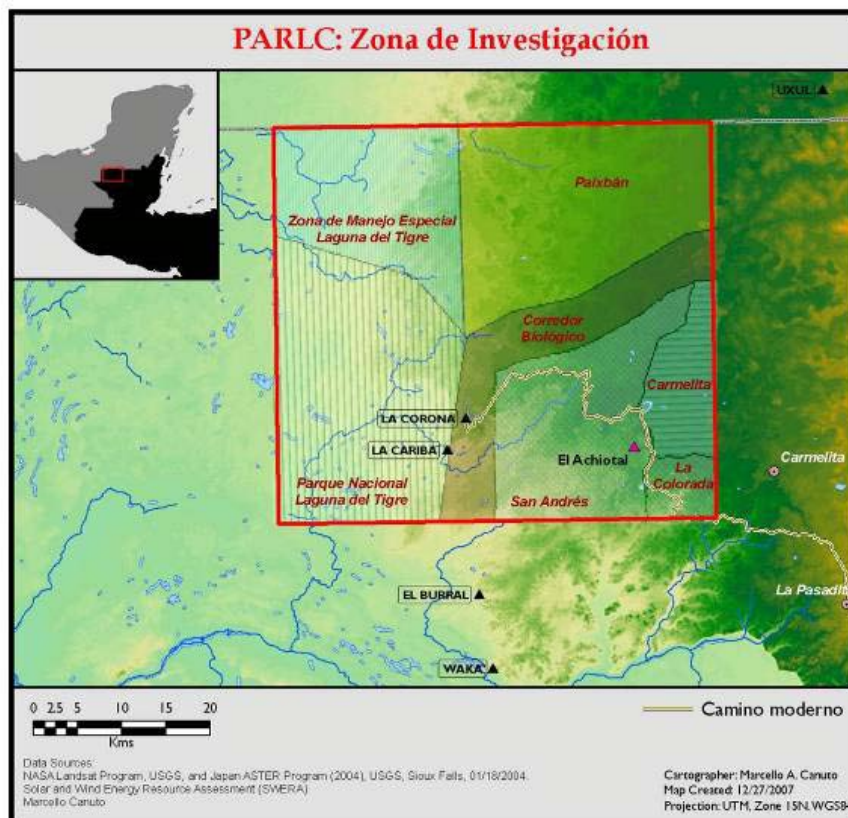 PARLC: Zona de Investigación
UXUL
Paixbán
Zona de Manejo Especial
Laguna del Tigre
Corredor
Biológico
Carmelita
LA CORONA
LA CARIBA
El Achiotal
La
Colorada
Carmelita
Parque Nacional
Laguna del Tigre
San Andrés
La Pasadit
EL BURRAL
WAKA'
0 2.5 5 10 20
Kms
Camino moderno
Data Sources:
NASA Landsat Program, USGS, and Japan ASTER Program (2004), USGS, Sioux Falls, 01/18/2004.
Solar and Wind Energy Resource Assessment (SWERA)
Marcello Canuto
Cartographer: Marcello A. Canuto
Map Created: 12/27/2007
Projection: UTM, Zone 15N. WGS84